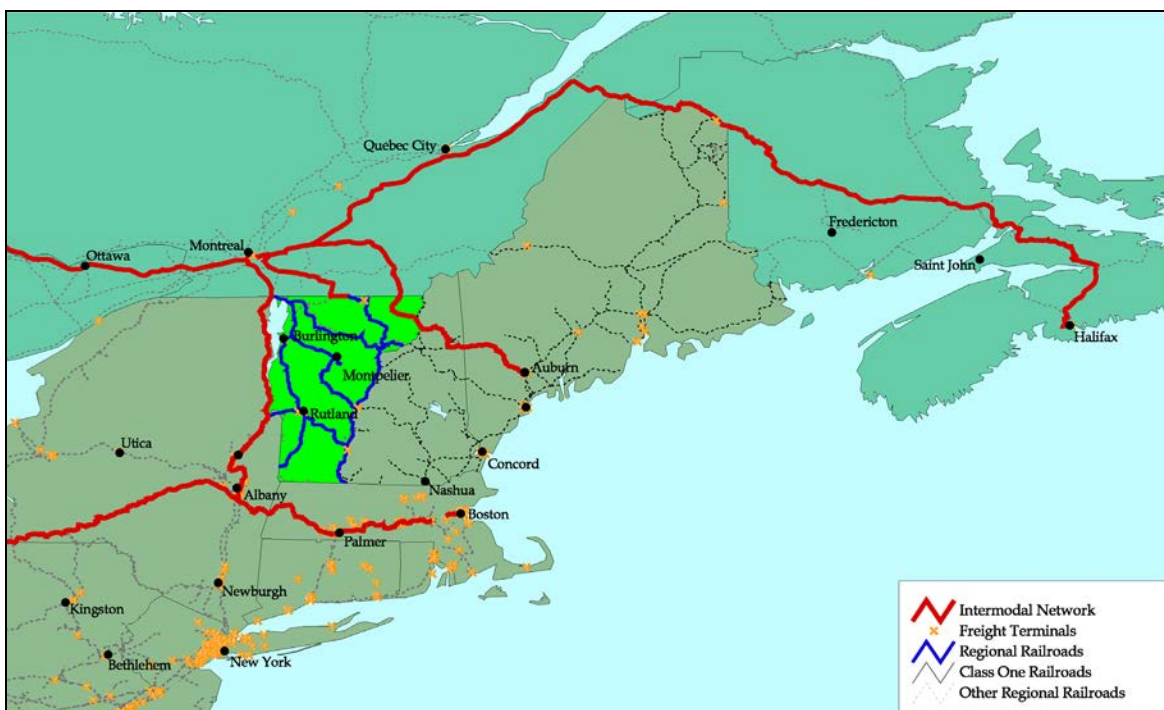 Quebec City
Fredericton
Montreal
Ottawa
Saint John
Burlington
Halifax
Montpelier
Auburn
Rutland
Utica
Concord
Nashua
Albany
Boston
Palmer
Newburgh
Kingston
Bethlehem
New York
Intermodal Network
Freight Terminals
Regional Railroads
Class One Railroads
Other Regional Railroads